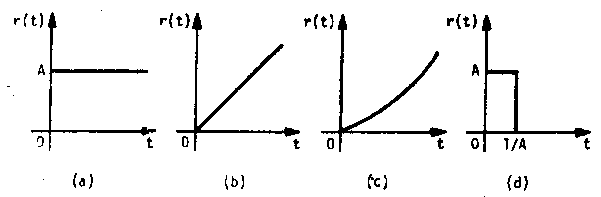 r(t) r(t) r(t) r(t)
A A
0 t 0 t 0 t 0 1/A t
(a) (b) (c) (d)